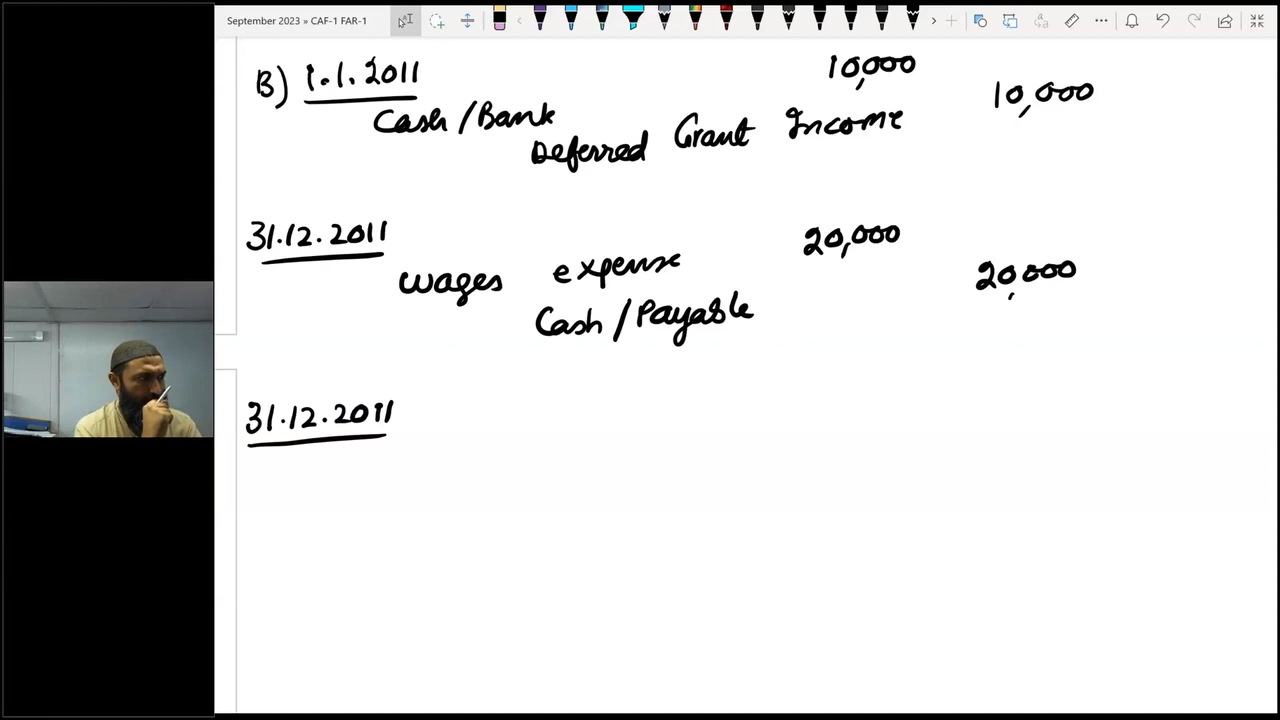 September 2023 » CAF-1 FAR-1
B) 1.1.2011
Cash/Bank 10,000
Deferred Grant Income 10,000
31.12.2011
wages expense 20,000
Cash/Payable 20,000
31.12.2011